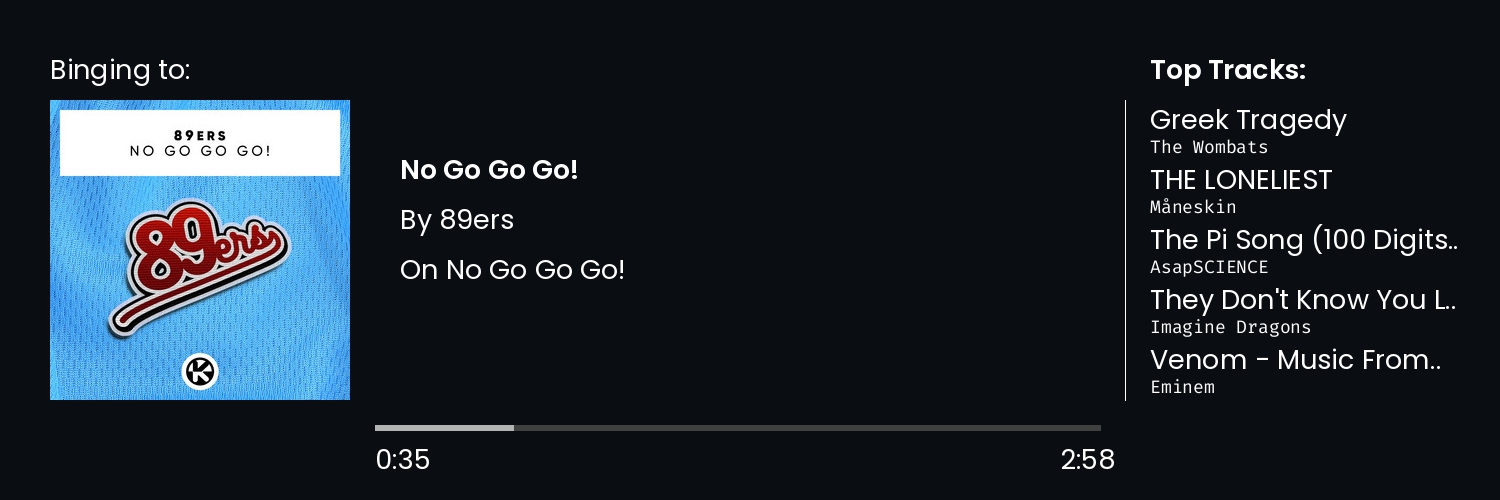 Binging to:
89ERS
NO GO GO GO!
89ers
K
No Go Go Go!
By 89ers
On No Go Go Go!
0:35
2:58
Top Tracks:
Greek Tragedy
The Wombats
THE LONELIEST
Måneskin
The Pi Song (100 Digits..
AsapSCIENCE
They Don't Know You L..
Imagine Dragons
Venom - Music From..
Eminem